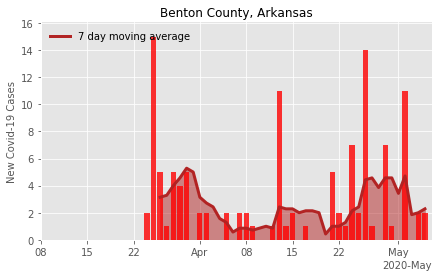 Benton County, Arkansas
7 day moving average
New Covid-19 Cases
16
14
12
10
8
6
4
2
0
08 15 22 Apr 08 15 22 May
2020-May